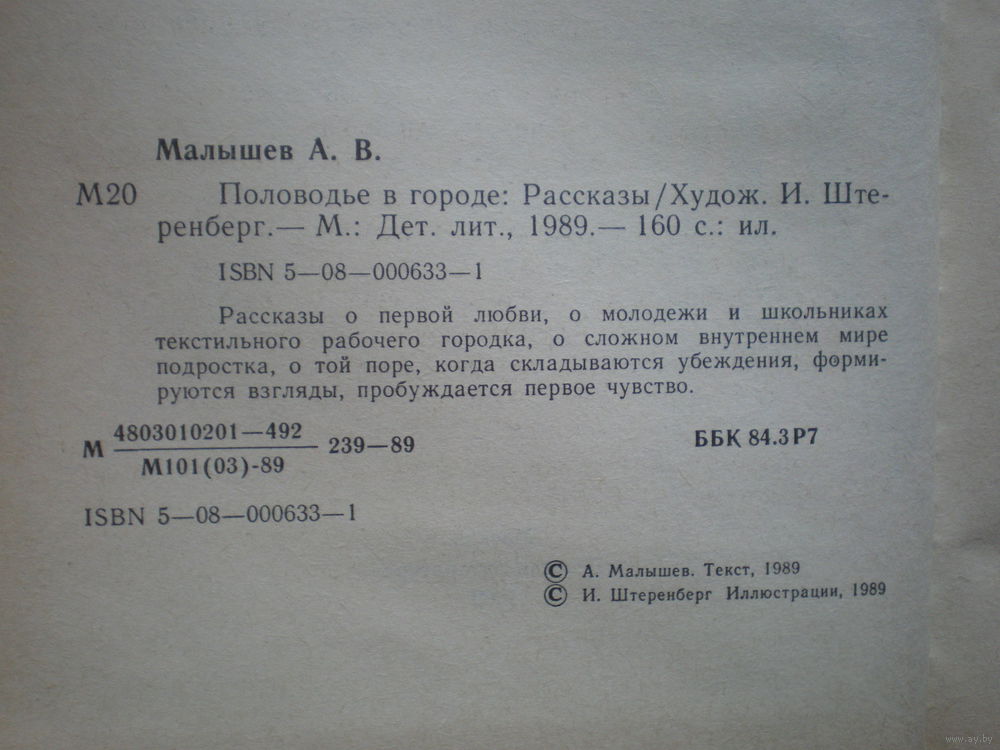 Малышев А. В.
М20 Половодье в городе: Рассказы/Худож. И. Ште-
ренберг.— М.: Дет. лит., 1989.— 160 с.: ил.
ISBN 5—08—000633—1
Рассказы о первой любви, о молодежи и школьниках
текстильного рабочего городка, о сложном внутреннем мире
подростка, о той поре, когда складываются убеждения, форми-
руются взгляды, пробуждается первое чувство.
4803010201—492
М 239—89 ББК 84.3Р7
М101(03)-89
ISBN 5—08—000633—1
© А. Малышев. Текст, 1989
© И. Штеренберг Иллюстрации, 1989
www.ay.by